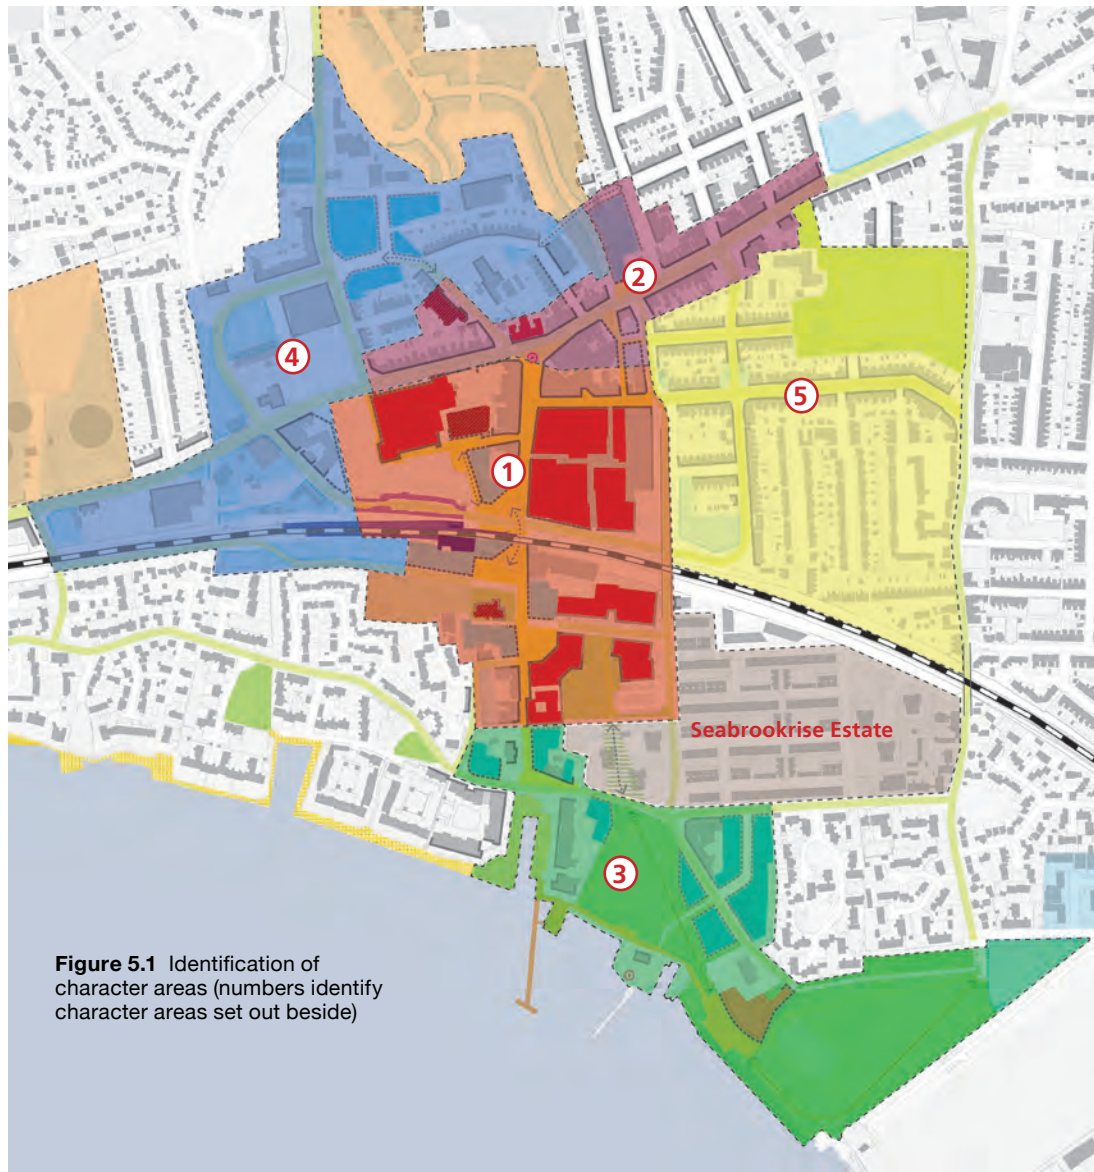 2
4
5
1
Seabrookrise Estate
3
Figure 5.1 Identification of
character areas (numbers identify
character areas set out beside)